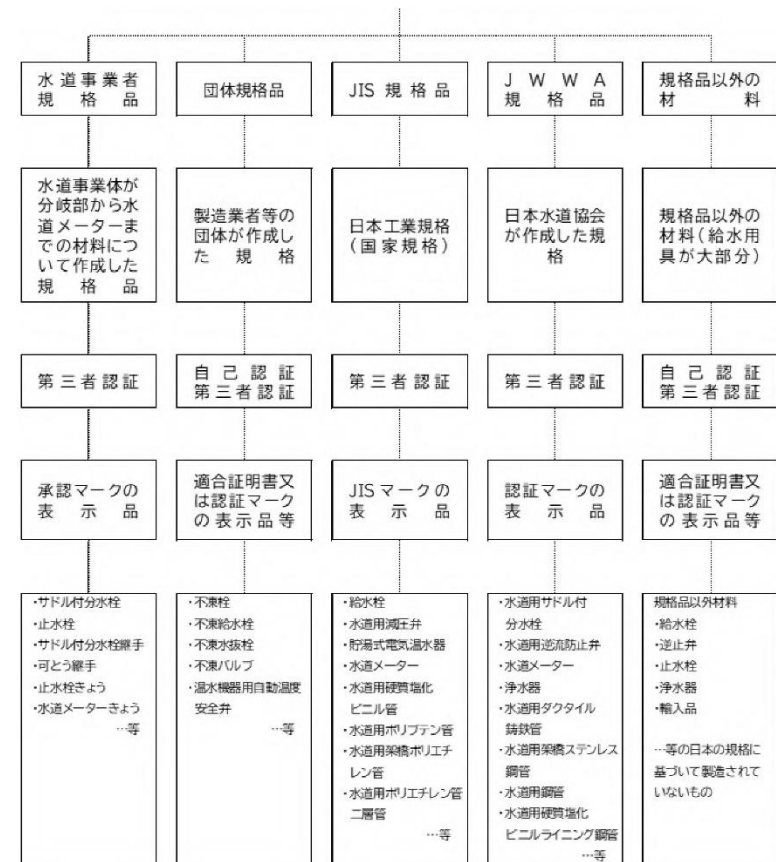 水道事業者
規格品
団体規格品
JIS 規格品
JWWA
規格品
規格品以外の
材料
水道事業体が
分岐部から水
道メーターま
での材料につ
いて作成した
規格品
製造業者等の
団体が作成し
た規格
日本工業規格
(国家規格)
日本水道協会
が作成した規
格
規格品以外の
材料(給水用
具が大部分)
第三者認証
自己認証
第三者認証
第三者認証
第三者認証
自己認証
第三者認証
承認マークの
表示品
適合証明書又
は認証マーク
の表示品等
JISマークの
表示品
認証マークの
表示品
適合証明書又
は認証マーク
の表示品等
・サドル付分水栓
・止水栓
・サドル付分水栓継手
・可とう継手
・止水栓きょう
・水道メーターきょう
…等
・不凍栓
・不凍給水栓
・不凍水抜栓
・不凍バルブ
・温水機器用自動温度
安全弁
…等
・給水栓
・水道用減圧弁
・貯湯式電気温水器
・水道メーター
・水道用硬質塩化
ビニル管
・水道用ポリブテン管
・水道用架橋ポリエチ
レン管
・水道用ポリエチレン管
二層管
…等
・水道用サドル付
分水栓
・水道用逆流防止弁
・水道メーター
・浄水器
・水道用ダクタイル
鋳鉄管
・水道用架橋ステンレス
鋼管
・水道用鋼管
・水道用硬質塩化
ビニルライニング鋼管
…等
規格品以外材料
・給水栓
・逆止弁
・止水栓
・浄水器
・輸入品
…等の日本の規格に
基づいて製造されて
いないもの